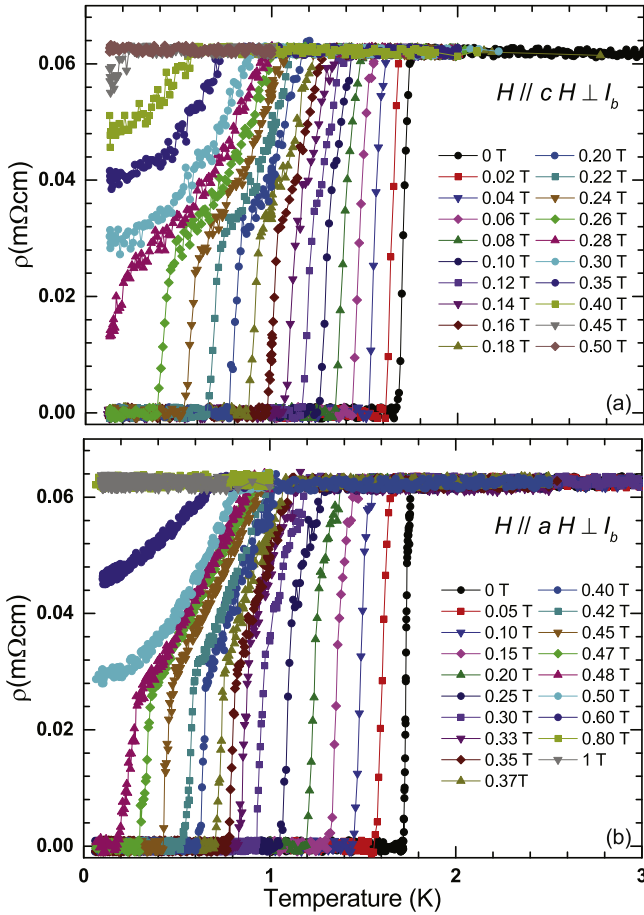 0.06
0.04
0.02
0.00
ρ(mΩcm)
H // c H ⊥ I_b
0 T
0.02 T
0.04 T
0.06 T
0.08 T
0.10 T
0.12 T
0.14 T
0.16 T
0.18 T
0.20 T
0.22 T
0.24 T
0.26 T
0.28 T
0.30 T
0.35 T
0.40 T
0.45 T
0.50 T
(a)
0.06
0.04
0.02
0.00
ρ(mΩcm)
H // a H ⊥ I_b
0 T
0.05 T
0.10 T
0.15 T
0.20 T
0.25 T
0.30 T
0.33 T
0.35 T
0.37T
0.40 T
0.42 T
0.45 T
0.47 T
0.48 T
0.50 T
0.60 T
0.80 T
1 T
(b)
0 1 2 3
Temperature (K)